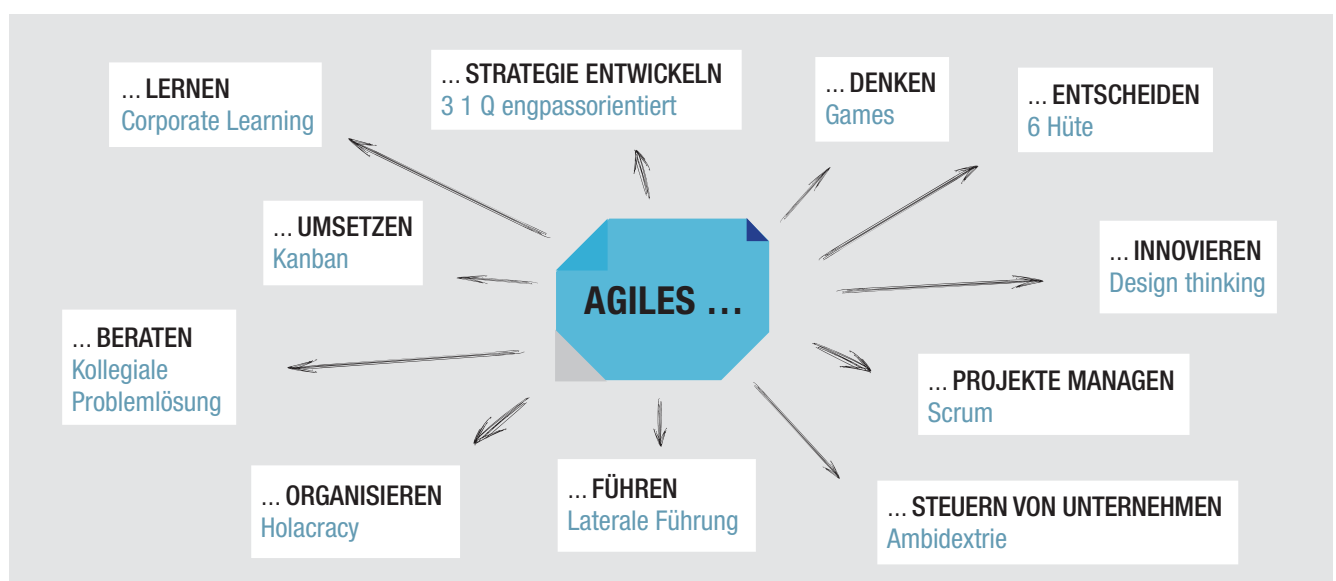 ... LERNEN
Corporate Learning
... STRATEGIE ENTWICKELN
3 1 Q engpassorientiert
... DENKEN
Games
... ENTSCHEIDEN
6 Hüte
... UMSETZEN
Kanban
AGILES ...
... INNOVIEREN
Design thinking
... BERATEN
Kollegiale
Problemlösung
... PROJEKTE MANAGEN
Scrum
... ORGANISIEREN
Holacracy
... FÜHREN
Laterale Führung
... STEUERN VON UNTERNEHMEN
Ambidextrie